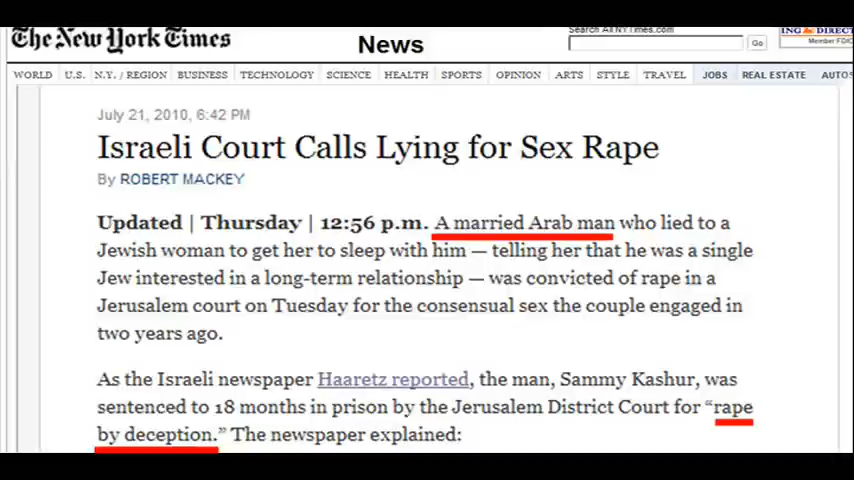 The New York Times
News
Search All NYTimes.com
Go
ING DIRECT
Member FDIC
WORLD U.S. N.Y. / REGION BUSINESS TECHNOLOGY SCIENCE HEALTH SPORTS OPINION ARTS STYLE TRAVEL JOBS REAL ESTATE AUTOS
July 21, 2010, 6:42 PM
Israeli Court Calls Lying for Sex Rape
By ROBERT MACKEY
Updated | Thursday | 12:56 p.m. A married Arab man who lied to a
Jewish woman to get her to sleep with him — telling her that he was a single
Jew interested in a long-term relationship — was convicted of rape in a
Jerusalem court on Tuesday for the consensual sex the couple engaged in
two years ago.
As the Israeli newspaper Haaretz reported, the man, Sammy Kashur, was
sentenced to 18 months in prison by the Jerusalem District Court for “rape
by deception.” The newspaper explained: